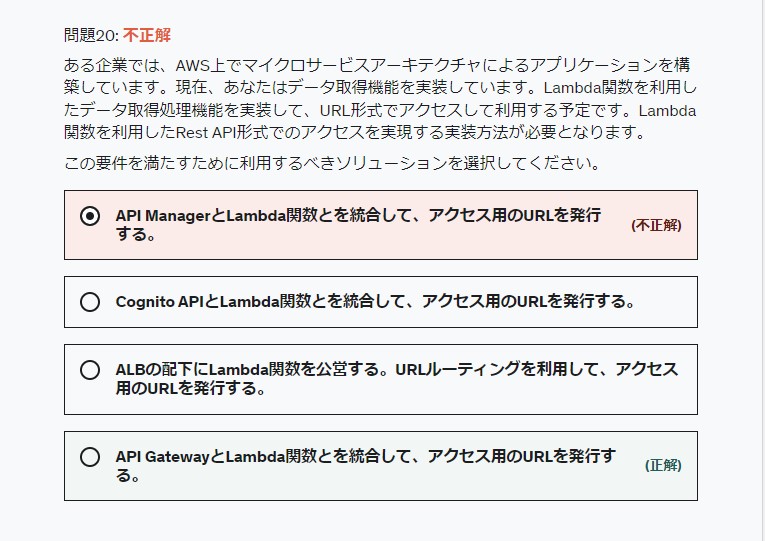 問題20: 不正解
ある企業では、AWS上でマイクロサービスアーキテクチャによるアプリケーションを構
築しています。現在、あなたはデータ取得機能を実装しています。Lambda関数を利用し
たデータ取得処理機能を実装して、URL形式でアクセスして利用する予定です。Lambda
関数を利用したRest API形式でのアクセスを実現する実装方法が必要となります。
この要件を満たすために利用するべきソリューションを選択してください。
API ManagerとLambda関数とを統合して、アクセス用のURLを発行
する。
(不正解)
Cognito APIとLambda関数とを統合して、アクセス用のURLを発行する。
ALBの配下にLambda関数を公営する。URLルーティングを利用して、アクセス
用のURLを発行する。
API GatewayとLambda関数とを統合して、アクセス用のURLを発行す
る。
(正解)